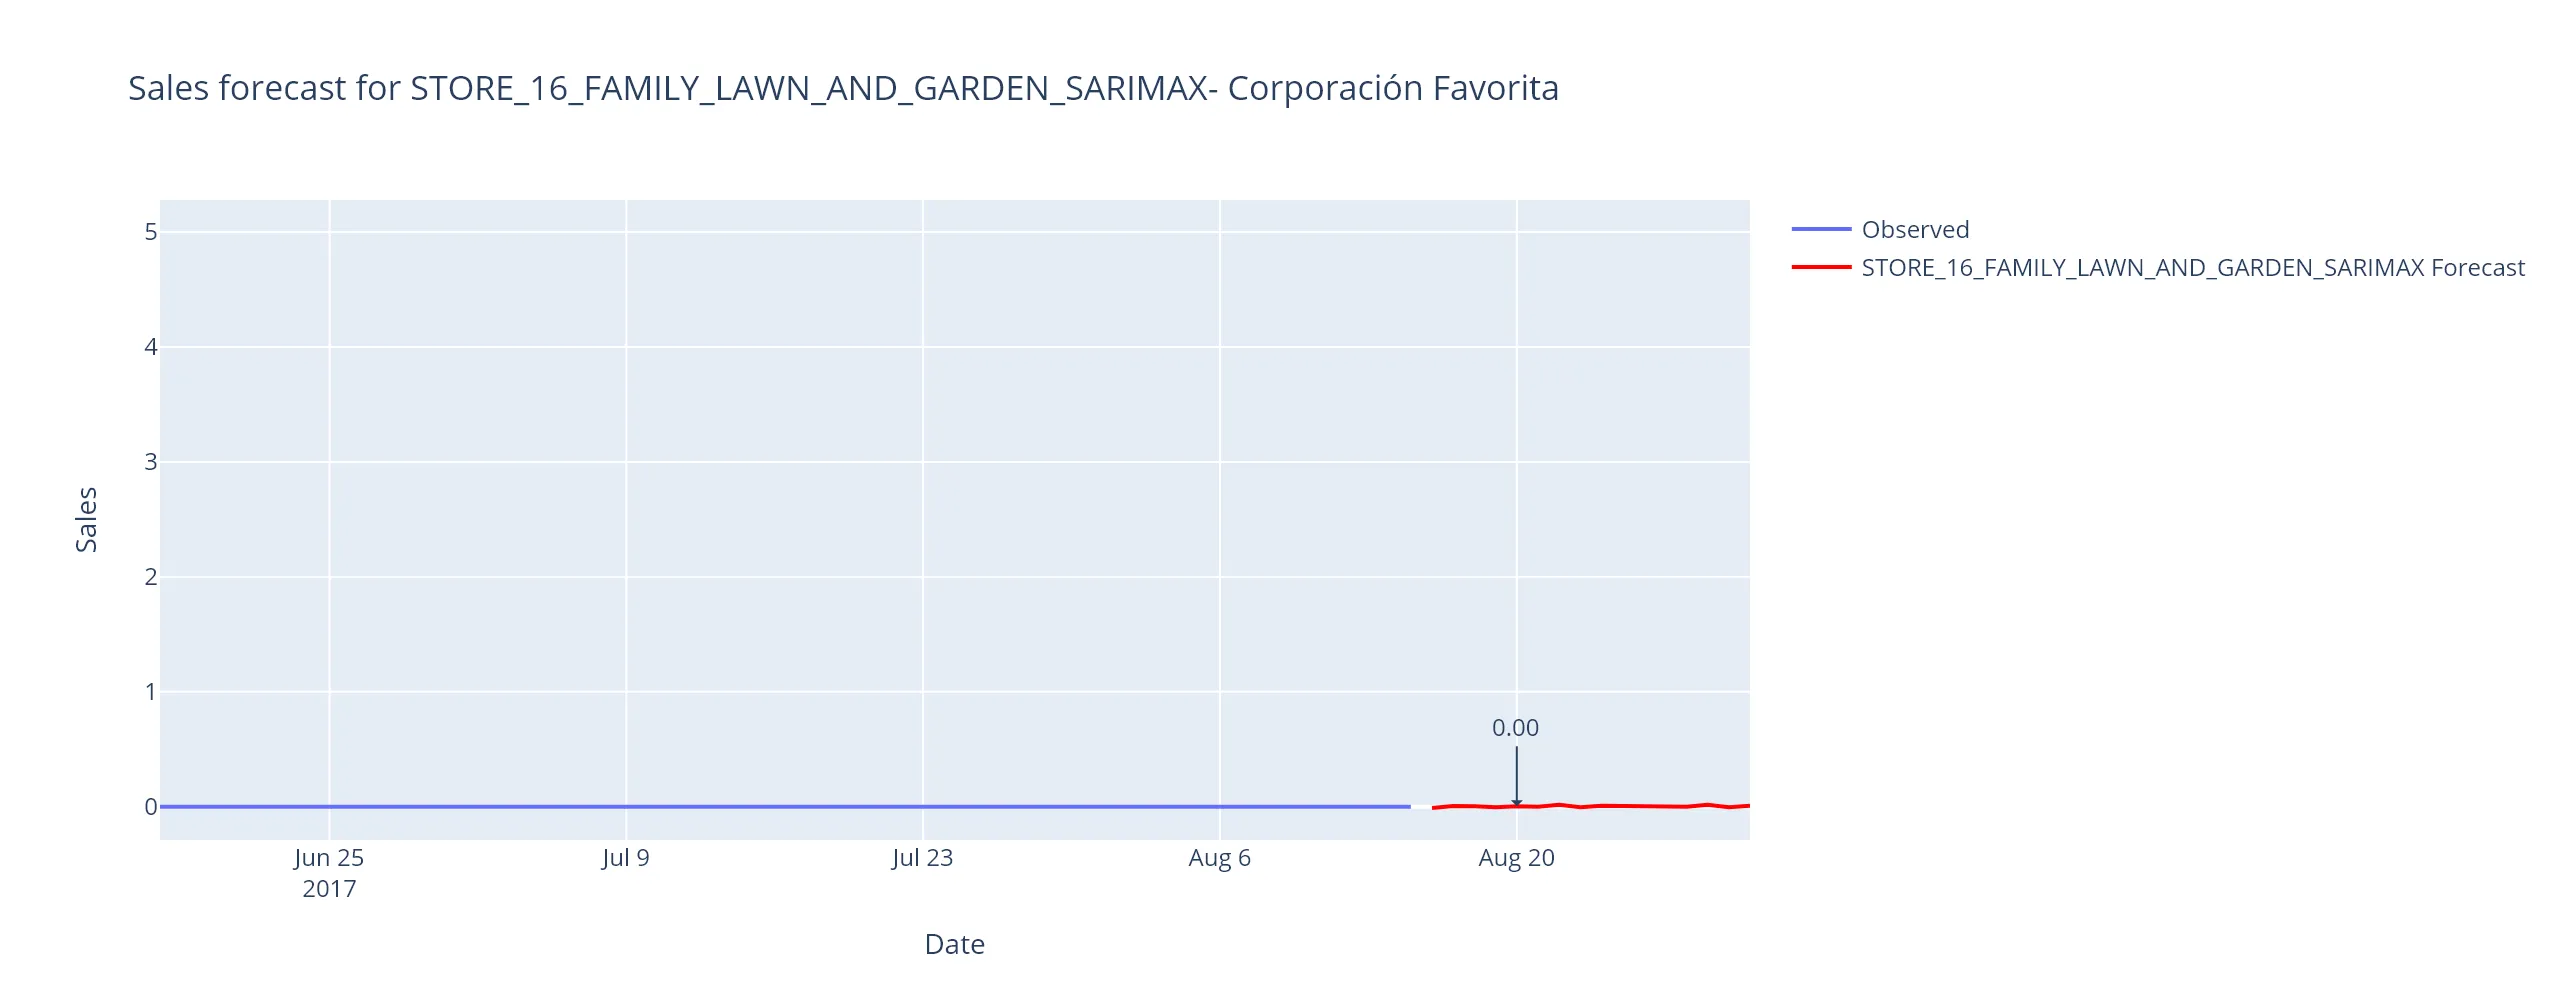 Sales forecast for STORE_16_FAMILY_LAWN_AND_GARDEN_SARIMAX- Corporación Favorita
Observed
STORE_16_FAMILY_LAWN_AND_GARDEN_SARIMAX Forecast
Sales
5
4
3
2
1
0
0.00
Jun 25
2017
Jul 9
Jul 23
Aug 6
Aug 20
Date